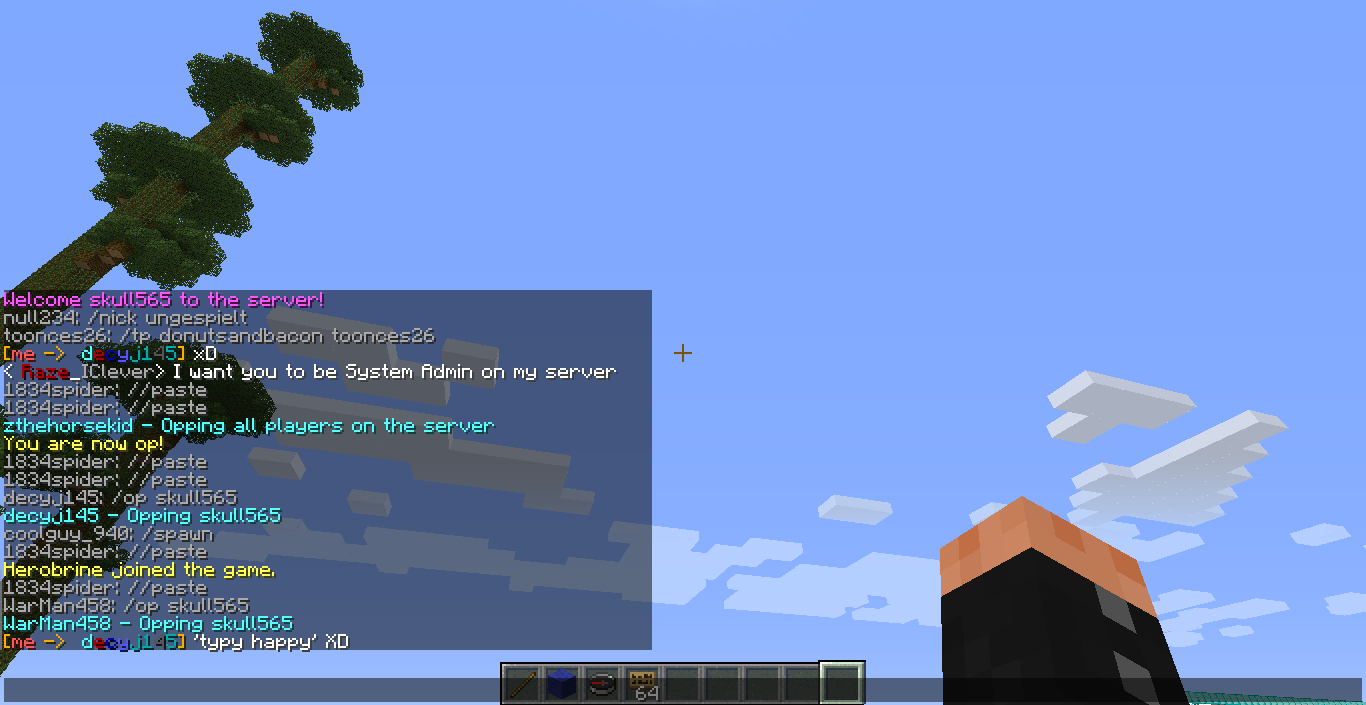 Welcome skull565 to the server!
null234: /nick ungespielt
toonces26: /tp donutsandbacon toonces26
[me -> decyj145] xD
< Raze_IClever> I want you to be System Admin on my server
1834spider: //paste
1834spider: //paste
zthehorsekid - Opping all players on the server
You are now op!
1834spider: //paste
1834spider: //paste
decyj145: /op skull565
decyj145 - Opping skull565
coolguy_940: /spawn
1834spider: //paste
Herobrine joined the game.
1834spider: //paste
WarMan458: /op skull565
WarMan458 - Opping skull565
[me -> decyj145] 'typy happy' XD
64